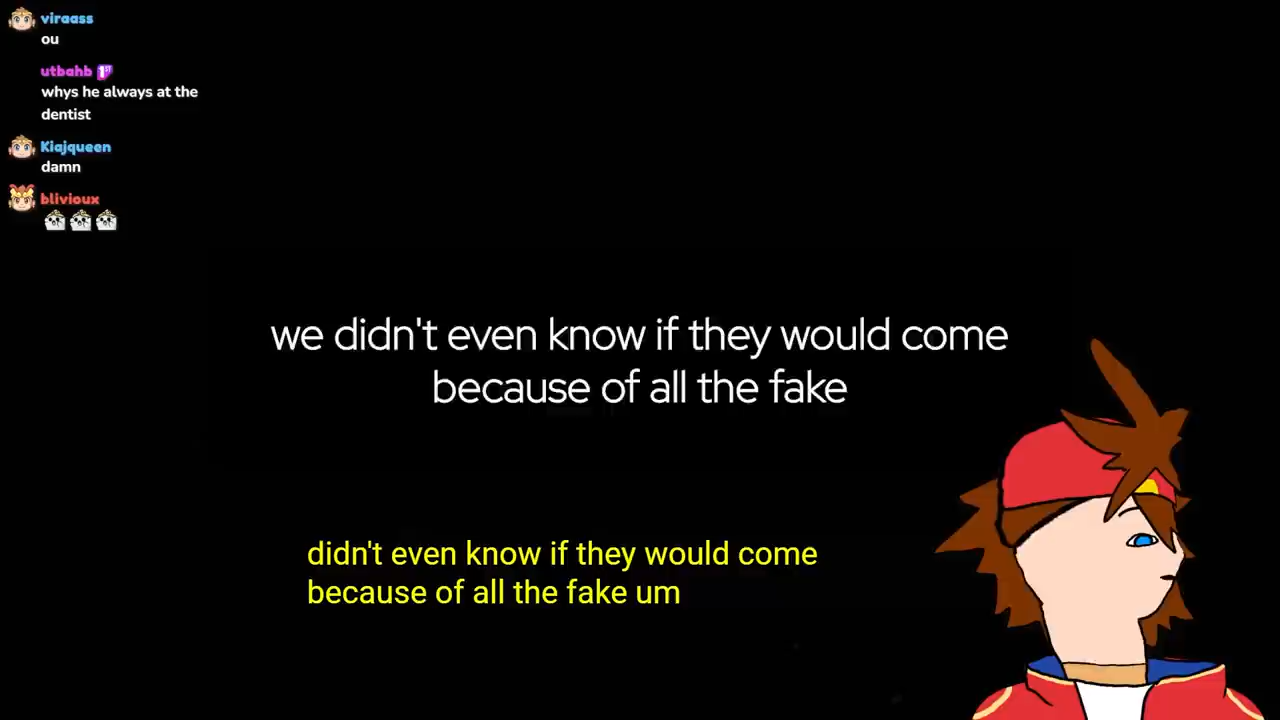 viraass
ou
utbahb
whys he always at the
dentist
Kiajqueen
damn
blivioux
we didn't even know if they would come
because of all the fake
didn't even know if they would come
because of all the fake um